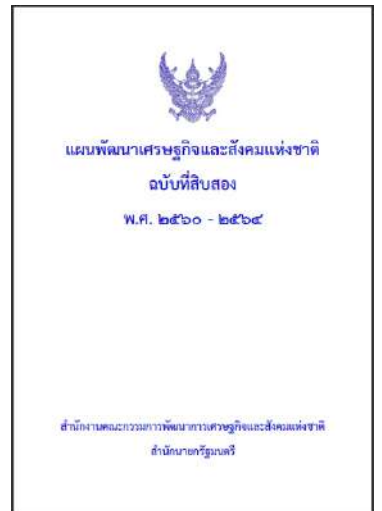 แผนพัฒนาเศรษฐกิจและสังคมแห่งชาติ
ฉบับที่สิบสอง
พ.ศ. ๒๕๖๐ - ๒๕๖๔
สำนักงานคณะกรรมการพัฒนาการเศรษฐกิจและสังคมแห่งชาติ
สำนักนายกรัฐมนตรี